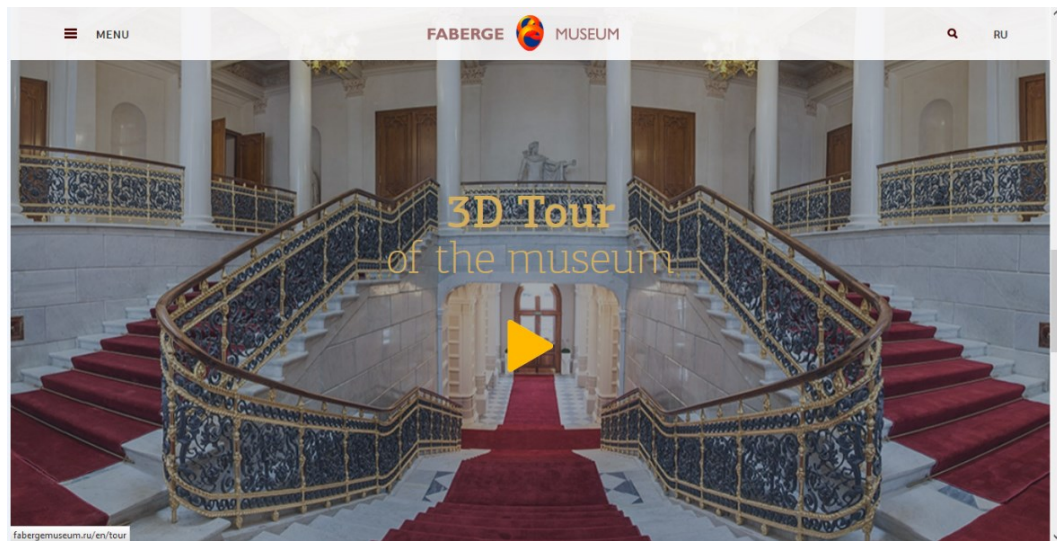 MENU
FABERGE MUSEUM
RU
3D Tour
of the museum
fabergemuseum.ru/en/tour